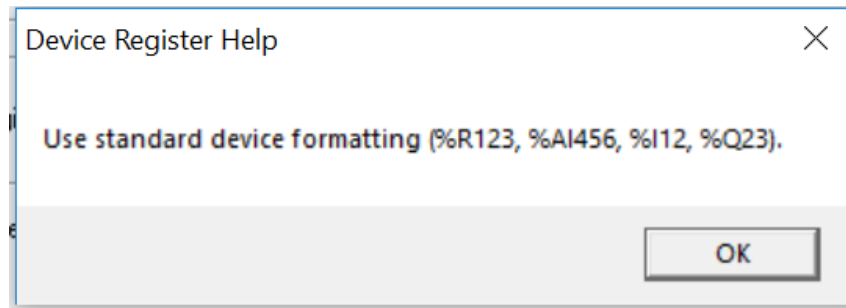 Device Register Help
Use standard device formatting (%R123, %AI456, %I12, %Q23).
OK